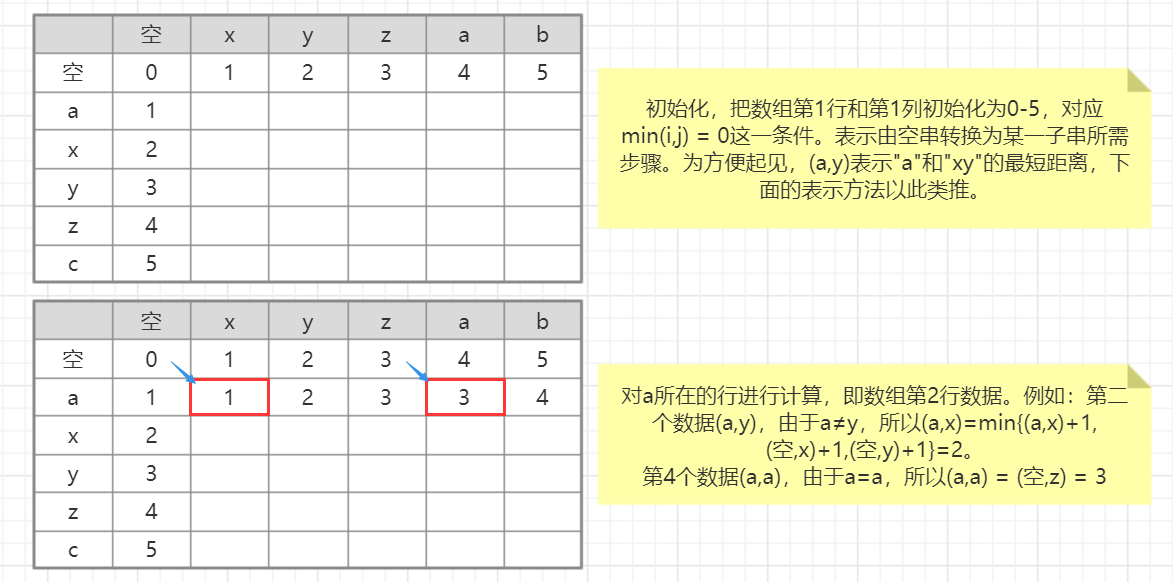 空 x y z a b
空 0 1 2 3 4 5
a 1
x 2
y 3
z 4
c 5
初始化，把数组第1行和第1列初始化为0-5，对应
min(i,j) = 0这一条件。表示由空串转换为某一子串所需
步骤。为方便起见，(a,y)表示"a"和"xy"的最短距离，下
面的表示方法以此类推。
空 x y z a b
空 0 1 2 3 4 5
a 1 1 2 3 3 4
x 2
y 3
z 4
c 5
对a所在的行进行计算，即数组第2行数据。例如：第二
个数据(a,y)，由于a≠y，所以(a,x)=min{(a,x)+1,
(空,x)+1,(空,y)+1}=2。
第4个数据(a,a)，由于a=a，所以(a,a) = (空,z) = 3